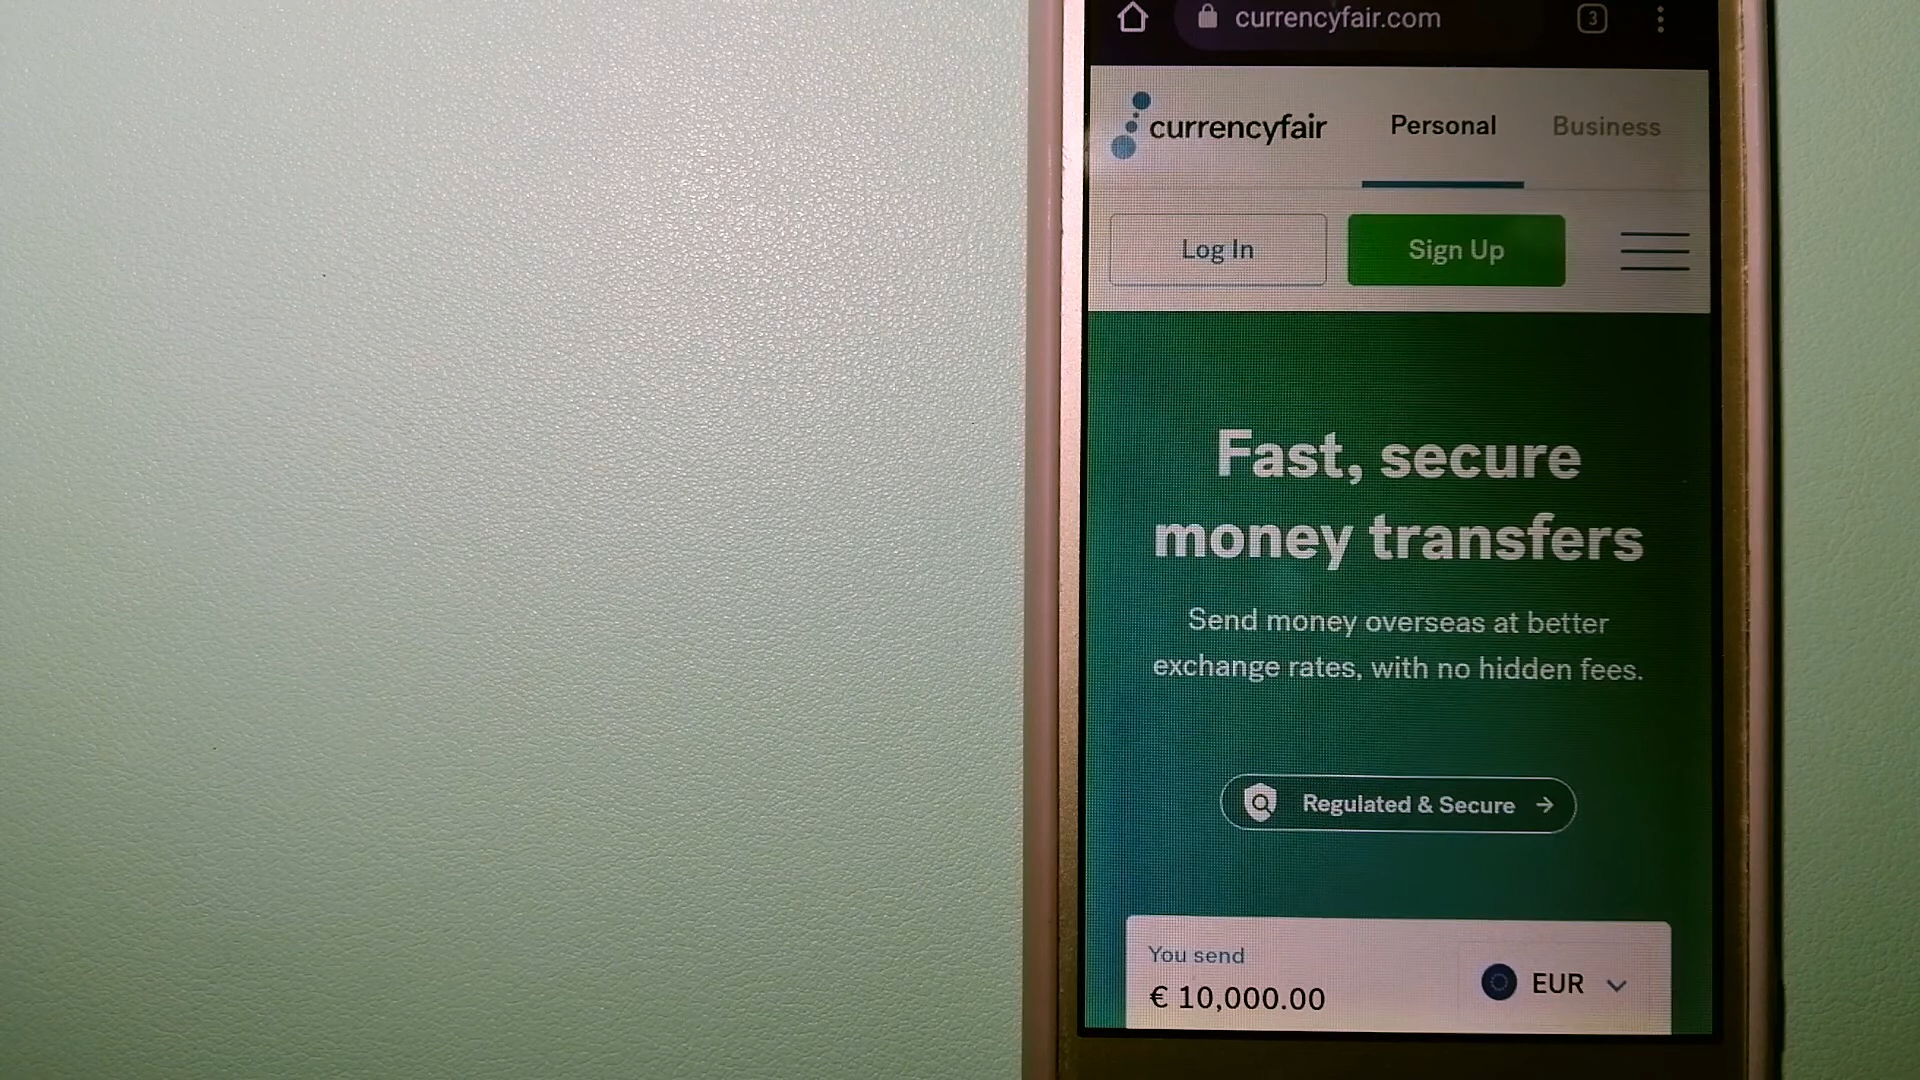 currencyfair.com
3
currencyfair Personal Business
Log In Sign Up
Fast, secure
money transfers
Send money overseas at better
exchange rates, with no hidden fees.
Regulated & Secure →
You send
€ 10,000.00 EUR